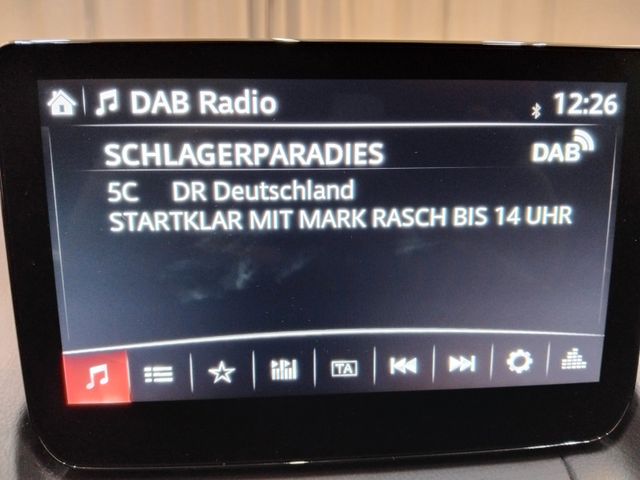 DAB Radio 12:26
SCHLAGERPARADIES DAB
5C DR Deutschland
STARTKLAR MIT MARK RASCH BIS 14 UHR
TA